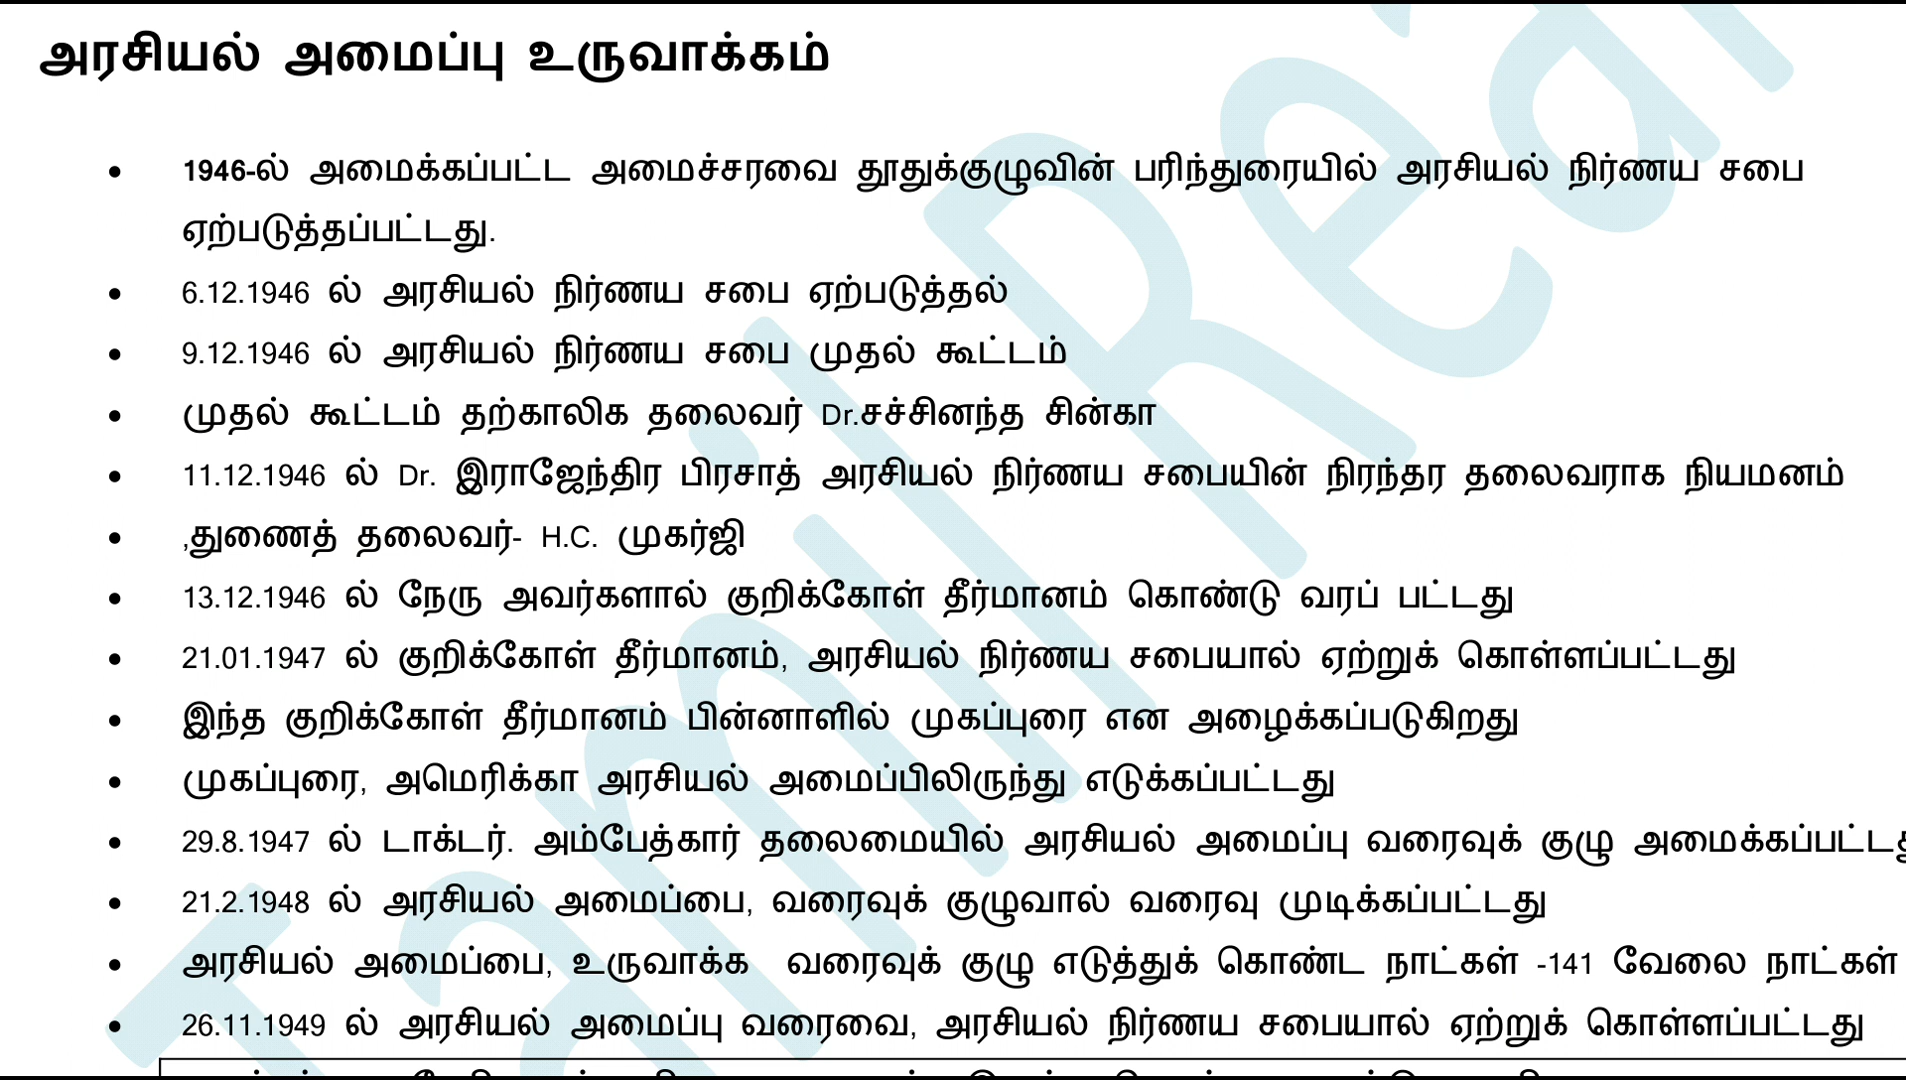 அரசியல் அமைப்பு உருவாக்கம்
• 1946-ல் அமைக்கப்பட்ட அமைச்சரவை தூதுக்குழுவின் பரிந்துரையில் அரசியல் நிர்ணய சபை
ஏற்படுத்தப்பட்டது.
• 6.12.1946 ல் அரசியல் நிர்ணய சபை ஏற்படுத்தல்
• 9.12.1946 ல் அரசியல் நிர்ணய சபை முதல் கூட்டம்
• முதல் கூட்டம் தற்காலிக தலைவர் Dr.சச்சினந்த சின்கா
• 11.12.1946 ல் Dr. இராஜேந்திர பிரசாத் அரசியல் நிர்ணய சபையின் நிரந்தர தலைவராக நியமனம்
• ,துணைத் தலைவர்- H.C. முகர்ஜி
• 13.12.1946 ல் நேரு அவர்களால் குறிக்கோள் தீர்மானம் கொண்டு வரப் பட்டது
• 21.01.1947 ல் குறிக்கோள் தீர்மானம், அரசியல் நிர்ணய சபையால் ஏற்றுக் கொள்ளப்பட்டது
• இந்த குறிக்கோள் தீர்மானம் பின்னாளில் முகப்புரை என அழைக்கப்படுகிறது
• முகப்புரை, அமெரிக்கா அரசியல் அமைப்பிலிருந்து எடுக்கப்பட்டது
• 29.8.1947 ல் டாக்டர். அம்பேத்கார் தலைமையில் அரசியல் அமைப்பு வரைவுக் குழு அமைக்கப்பட்டது
• 21.2.1948 ல் அரசியல் அமைப்பை, வரைவுக் குழுவால் வரைவு முடிக்கப்பட்டது
• அரசியல் அமைப்பை, உருவாக்க வரைவுக் குழு எடுத்துக் கொண்ட நாட்கள் -141 வேலை நாட்கள்
• 26.11.1949 ல் அரசியல் அமைப்பு வரைவை, அரசியல் நிர்ணய சபையால் ஏற்றுக் கொள்ளப்பட்டது